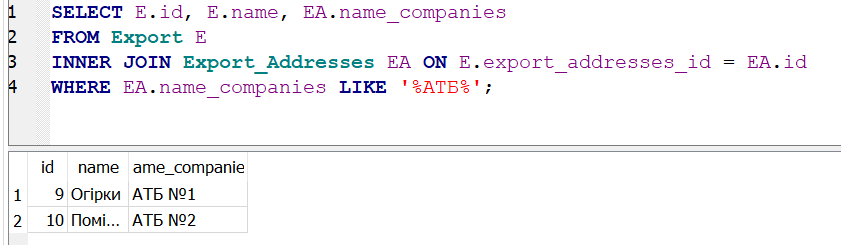 1 SELECT E.id, E.name, EA.name_companies
2 FROM Export E
3 INNER JOIN Export_Addresses EA ON E.export_addresses_id = EA.id
4 WHERE EA.name_companies LIKE '%АТБ%';
id name ame_companie
1 9 Огірки АТБ №1
2 10 Помі... АТБ №2